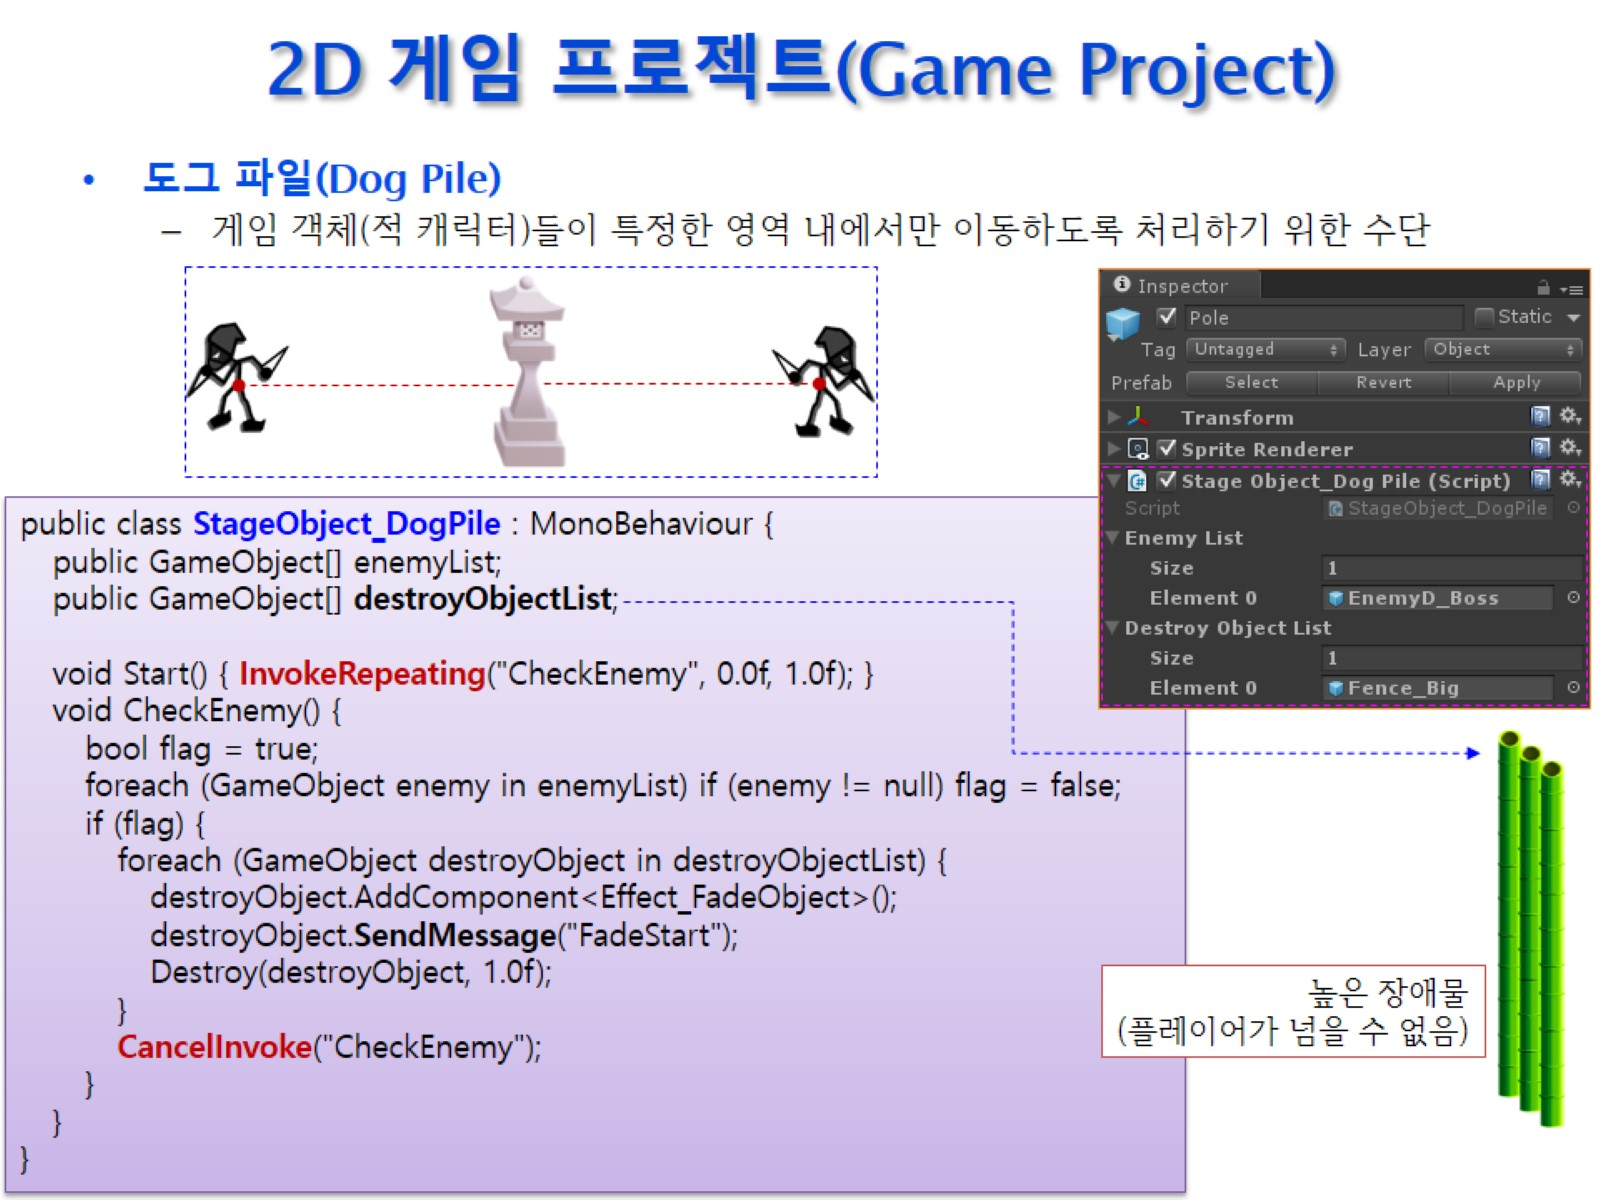 2D 게임 프로젝트(Game Project)
• 도그 파일(Dog Pile)
– 게임 객체(적 캐릭터)들이 특정한 영역 내에서만 이동하도록 처리하기 위한 수단
Inspector
Pole
Static
Tag Untagged Layer Object
Prefab Select Revert Apply
Transform
Sprite Renderer
Stage Object_Dog Pile (Script)
Script StageObject_DogPile
Enemy List
Size 1
Element 0 EnemyD_Boss
Destroy Object List
Size 1
Element 0 Fence_Big
public class StageObject_DogPile : MonoBehaviour {
public GameObject[] enemyList;
public GameObject[] destroyObjectList;
void Start() { InvokeRepeating("CheckEnemy", 0.0f, 1.0f); }
void CheckEnemy() {
bool flag = true;
foreach (GameObject enemy in enemyList) if (enemy != null) flag = false;
if (flag) {
foreach (GameObject destroyObject in destroyObjectList) {
destroyObject.AddComponent<Effect_FadeObject>();
destroyObject.SendMessage("FadeStart");
Destroy(destroyObject, 1.0f);
}
CancelInvoke("CheckEnemy");
}
}
}
높은 장애물
(플레이어가 넘을 수 없음)